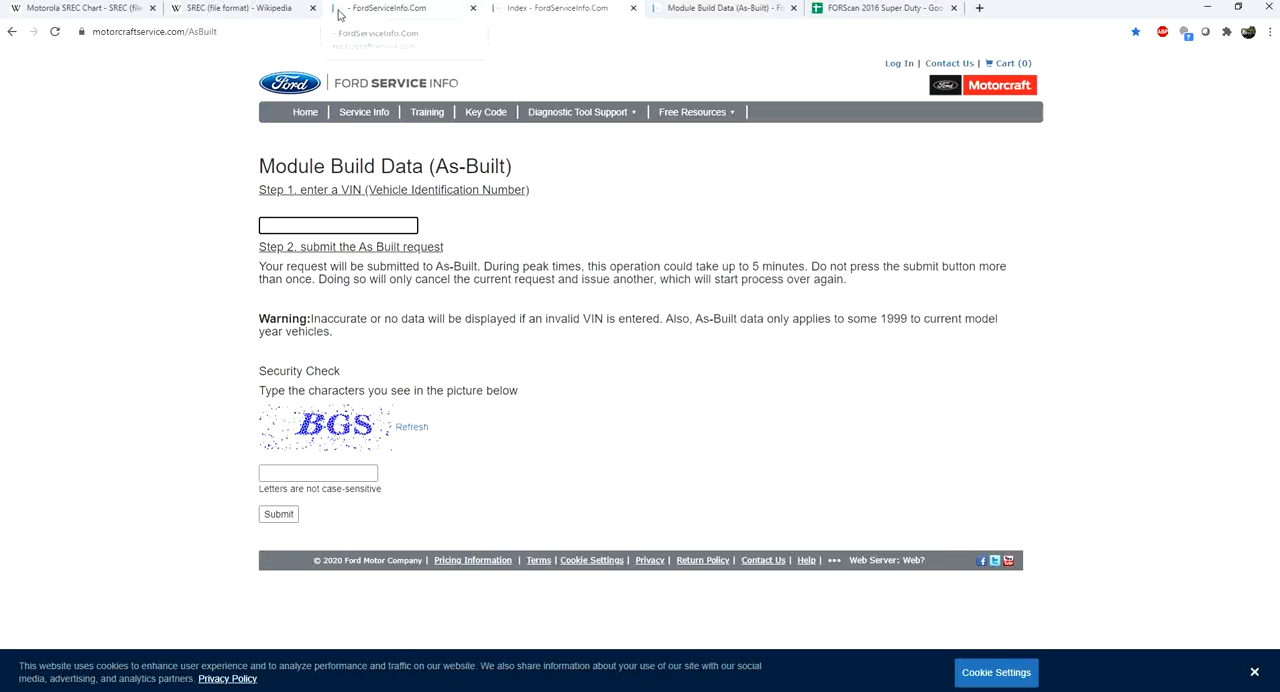 Motorola SREC Chart - SREC (file
SREC (file format) - Wikipedia
- FordServiceInfo.Com
Index - FordServiceInfo.Com
Module Build Data (As-Built) - Fo
FORScan 2016 Super Duty - Goo
motorcraftservice.com/AsBuilt
- FordServiceInfo.Com
motorcraftservice.com
ABP
Log In | Contact Us | Cart (0)
Ford | FORD SERVICE INFO
Ford Motorcraft
Home | Service Info | Training | Key Code | Diagnostic Tool Support | Free Resources |
Module Build Data (As-Built)
Step 1. enter a VIN (Vehicle Identification Number)
Step 2. submit the As Built request
Your request will be submitted to As-Built. During peak times, this operation could take up to 5 minutes. Do not press the submit button more
than once. Doing so will only cancel the current request and issue another, which will start process over again.
Warning:Inaccurate or no data will be displayed if an invalid VIN is entered. Also, As-Built data only applies to some 1999 to current model
year vehicles.
Security Check
Type the characters you see in the picture below
BGS
Refresh
Letters are not case-sensitive
Submit
© 2020 Ford Motor Company | Pricing Information | Terms | Cookie Settings | Privacy | Return Policy | Contact Us | Help | ••• Web Server: Web?
This website uses cookies to enhance user experience and to analyze performance and traffic on our website. We also share information about your use of our site with our social
media, advertising, and analytics partners. Privacy Policy
Cookie Settings